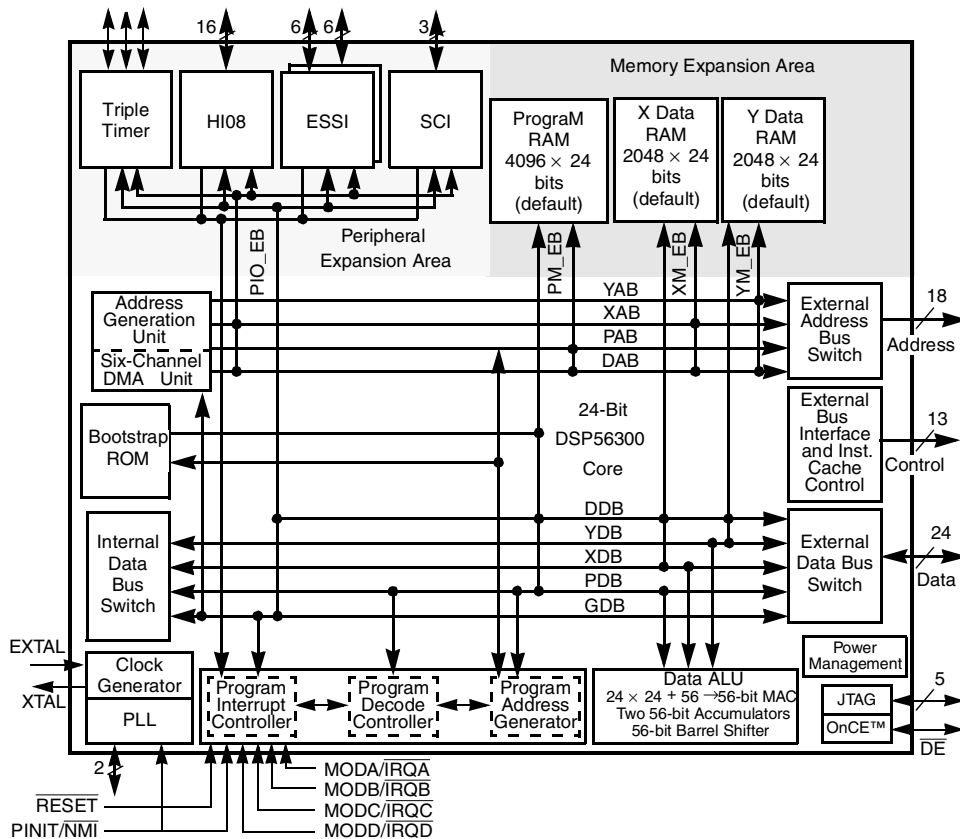 16
6
6
3
Memory Expansion Area
Triple
Timer
HI08
ESSI
SCI
PrograM
RAM
4096 × 24
bits
(default)
X Data
RAM
2048 × 24
bits
(default)
Y Data
RAM
2048 × 24
bits
(default)
Peripheral
Expansion Area
PIO_EB
PM_EB
XM_EB
YM_EB
Address
Generation
Unit
Six-Channel
DMA Unit
YAB
XAB
PAB
DAB
External
Address
Bus
Switch
18
Address
Bootstrap
ROM
24-Bit
DSP56300
Core
External
Bus
Interface
and Inst.
Cache
Control
13
Control
Internal
Data
Bus
Switch
DDB
YDB
XDB
PDB
GDB
External
Data Bus
Switch
24
Data
EXTAL
XTAL
Clock
Generator
PLL
Program
Interrupt
Controller
Program
Decode
Controller
Program
Address
Generator
Data ALU
24 × 24 + 56 →56-bit MAC
Two 56-bit Accumulators
56-bit Barrel Shifter
Power
Management
JTAG
OnCE™
5
DE
2
RESET
PINIT/NMI
MODA/IRQA
MODB/IRQB
MODC/IRQC
MODD/IRQD